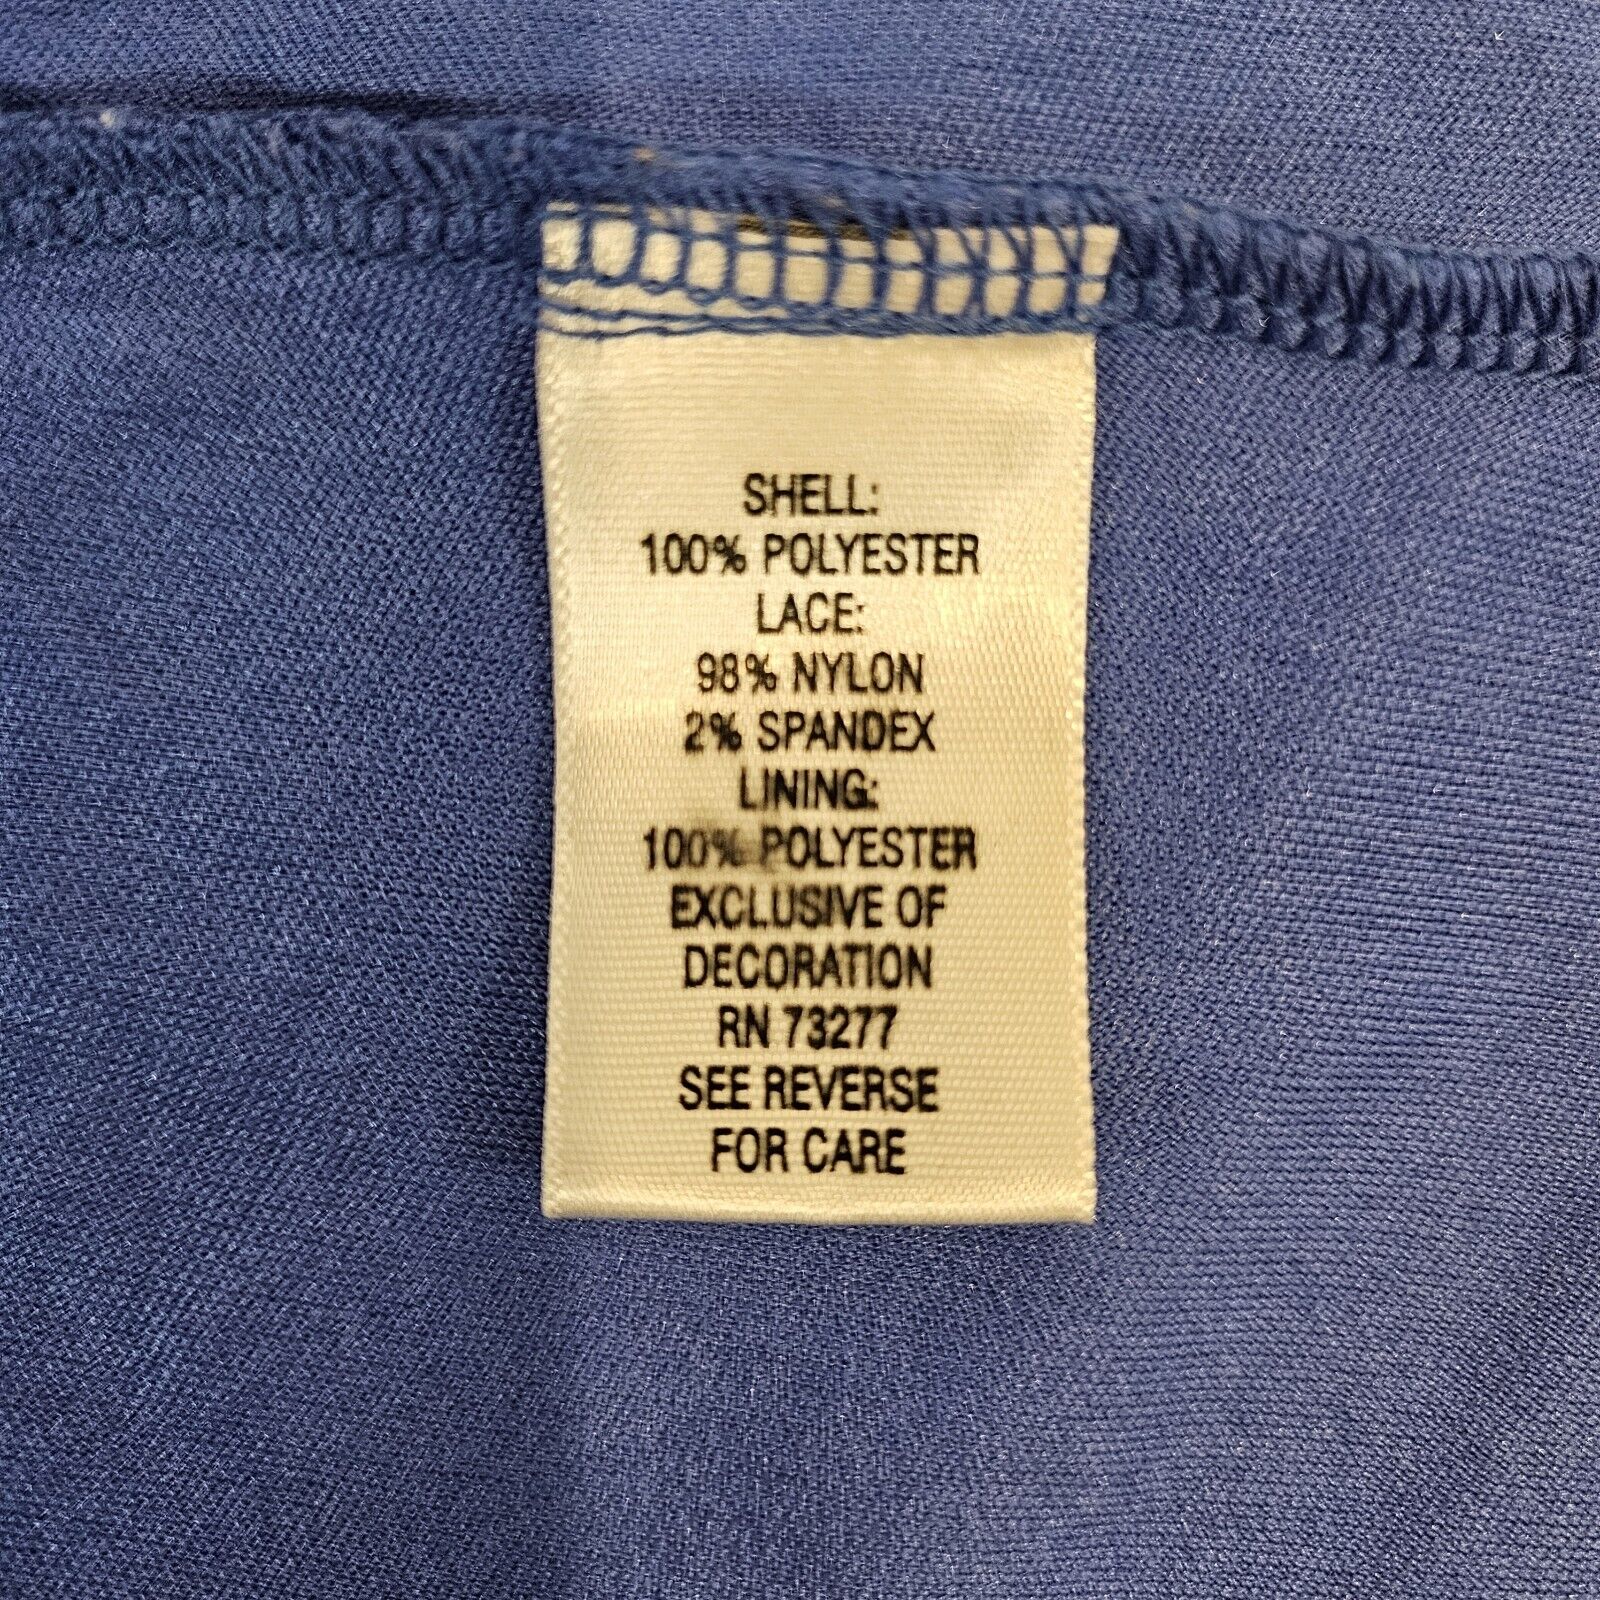 SHELL:
100% POLYESTER
LACE:
98% NYLON
2% SPANDEX
LINING:
100% POLYESTER
EXCLUSIVE OF
DECORATION
RN 73277
SEE REVERSE
FOR CARE